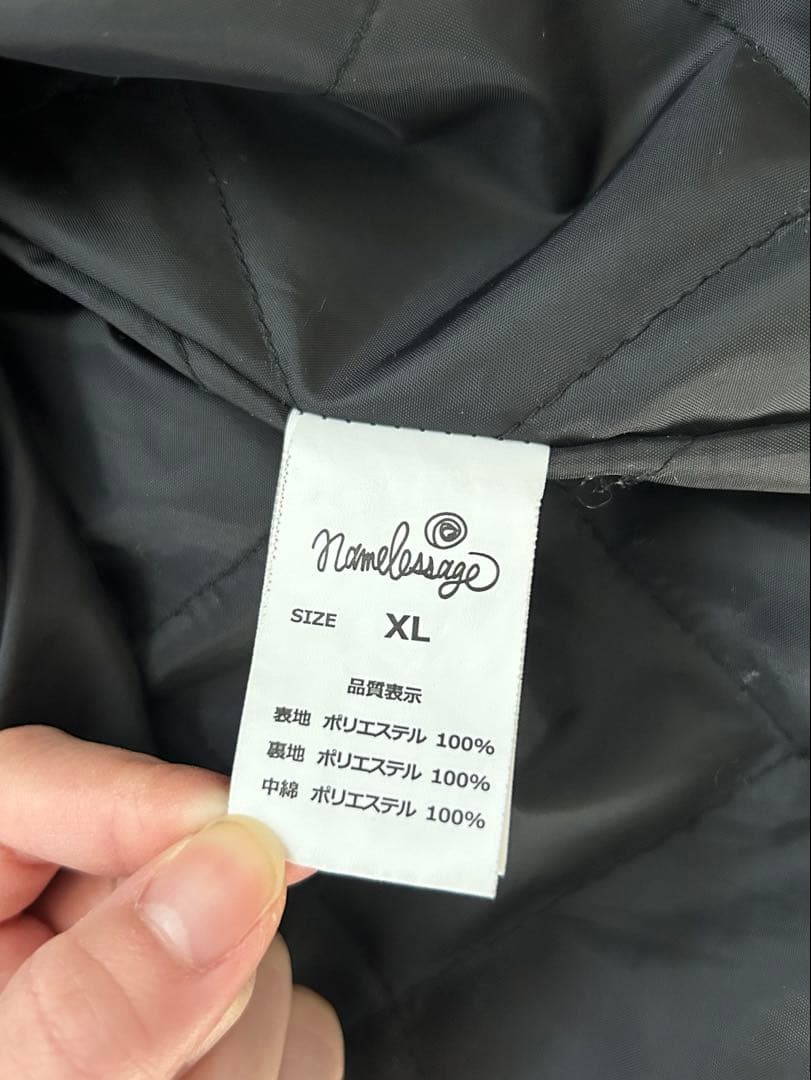 namelessage
SIZE XL
品質表示
表地 ポリエステル 100%
裏地 ポリエステル 100%
中綿 ポリエステル 100%